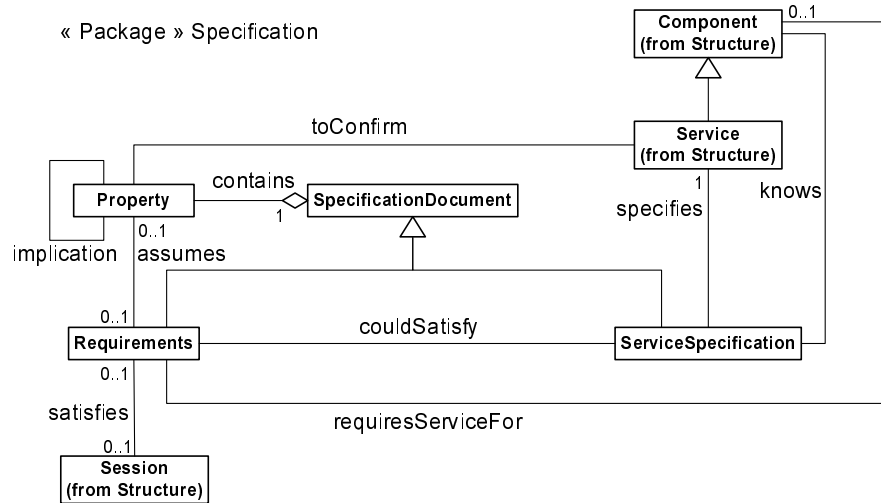 « Package » Specification
Component
(from Structure)
0..1
toConfirm
Service
(from Structure)
1
specifies
knows
contains
1
Property
SpecificationDocument
implication
0..1
assumes
0..1
Requirements
couldSatisfy
ServiceSpecification
0..1
satisfies
0..1
requiresServiceFor
Session
(from Structure)